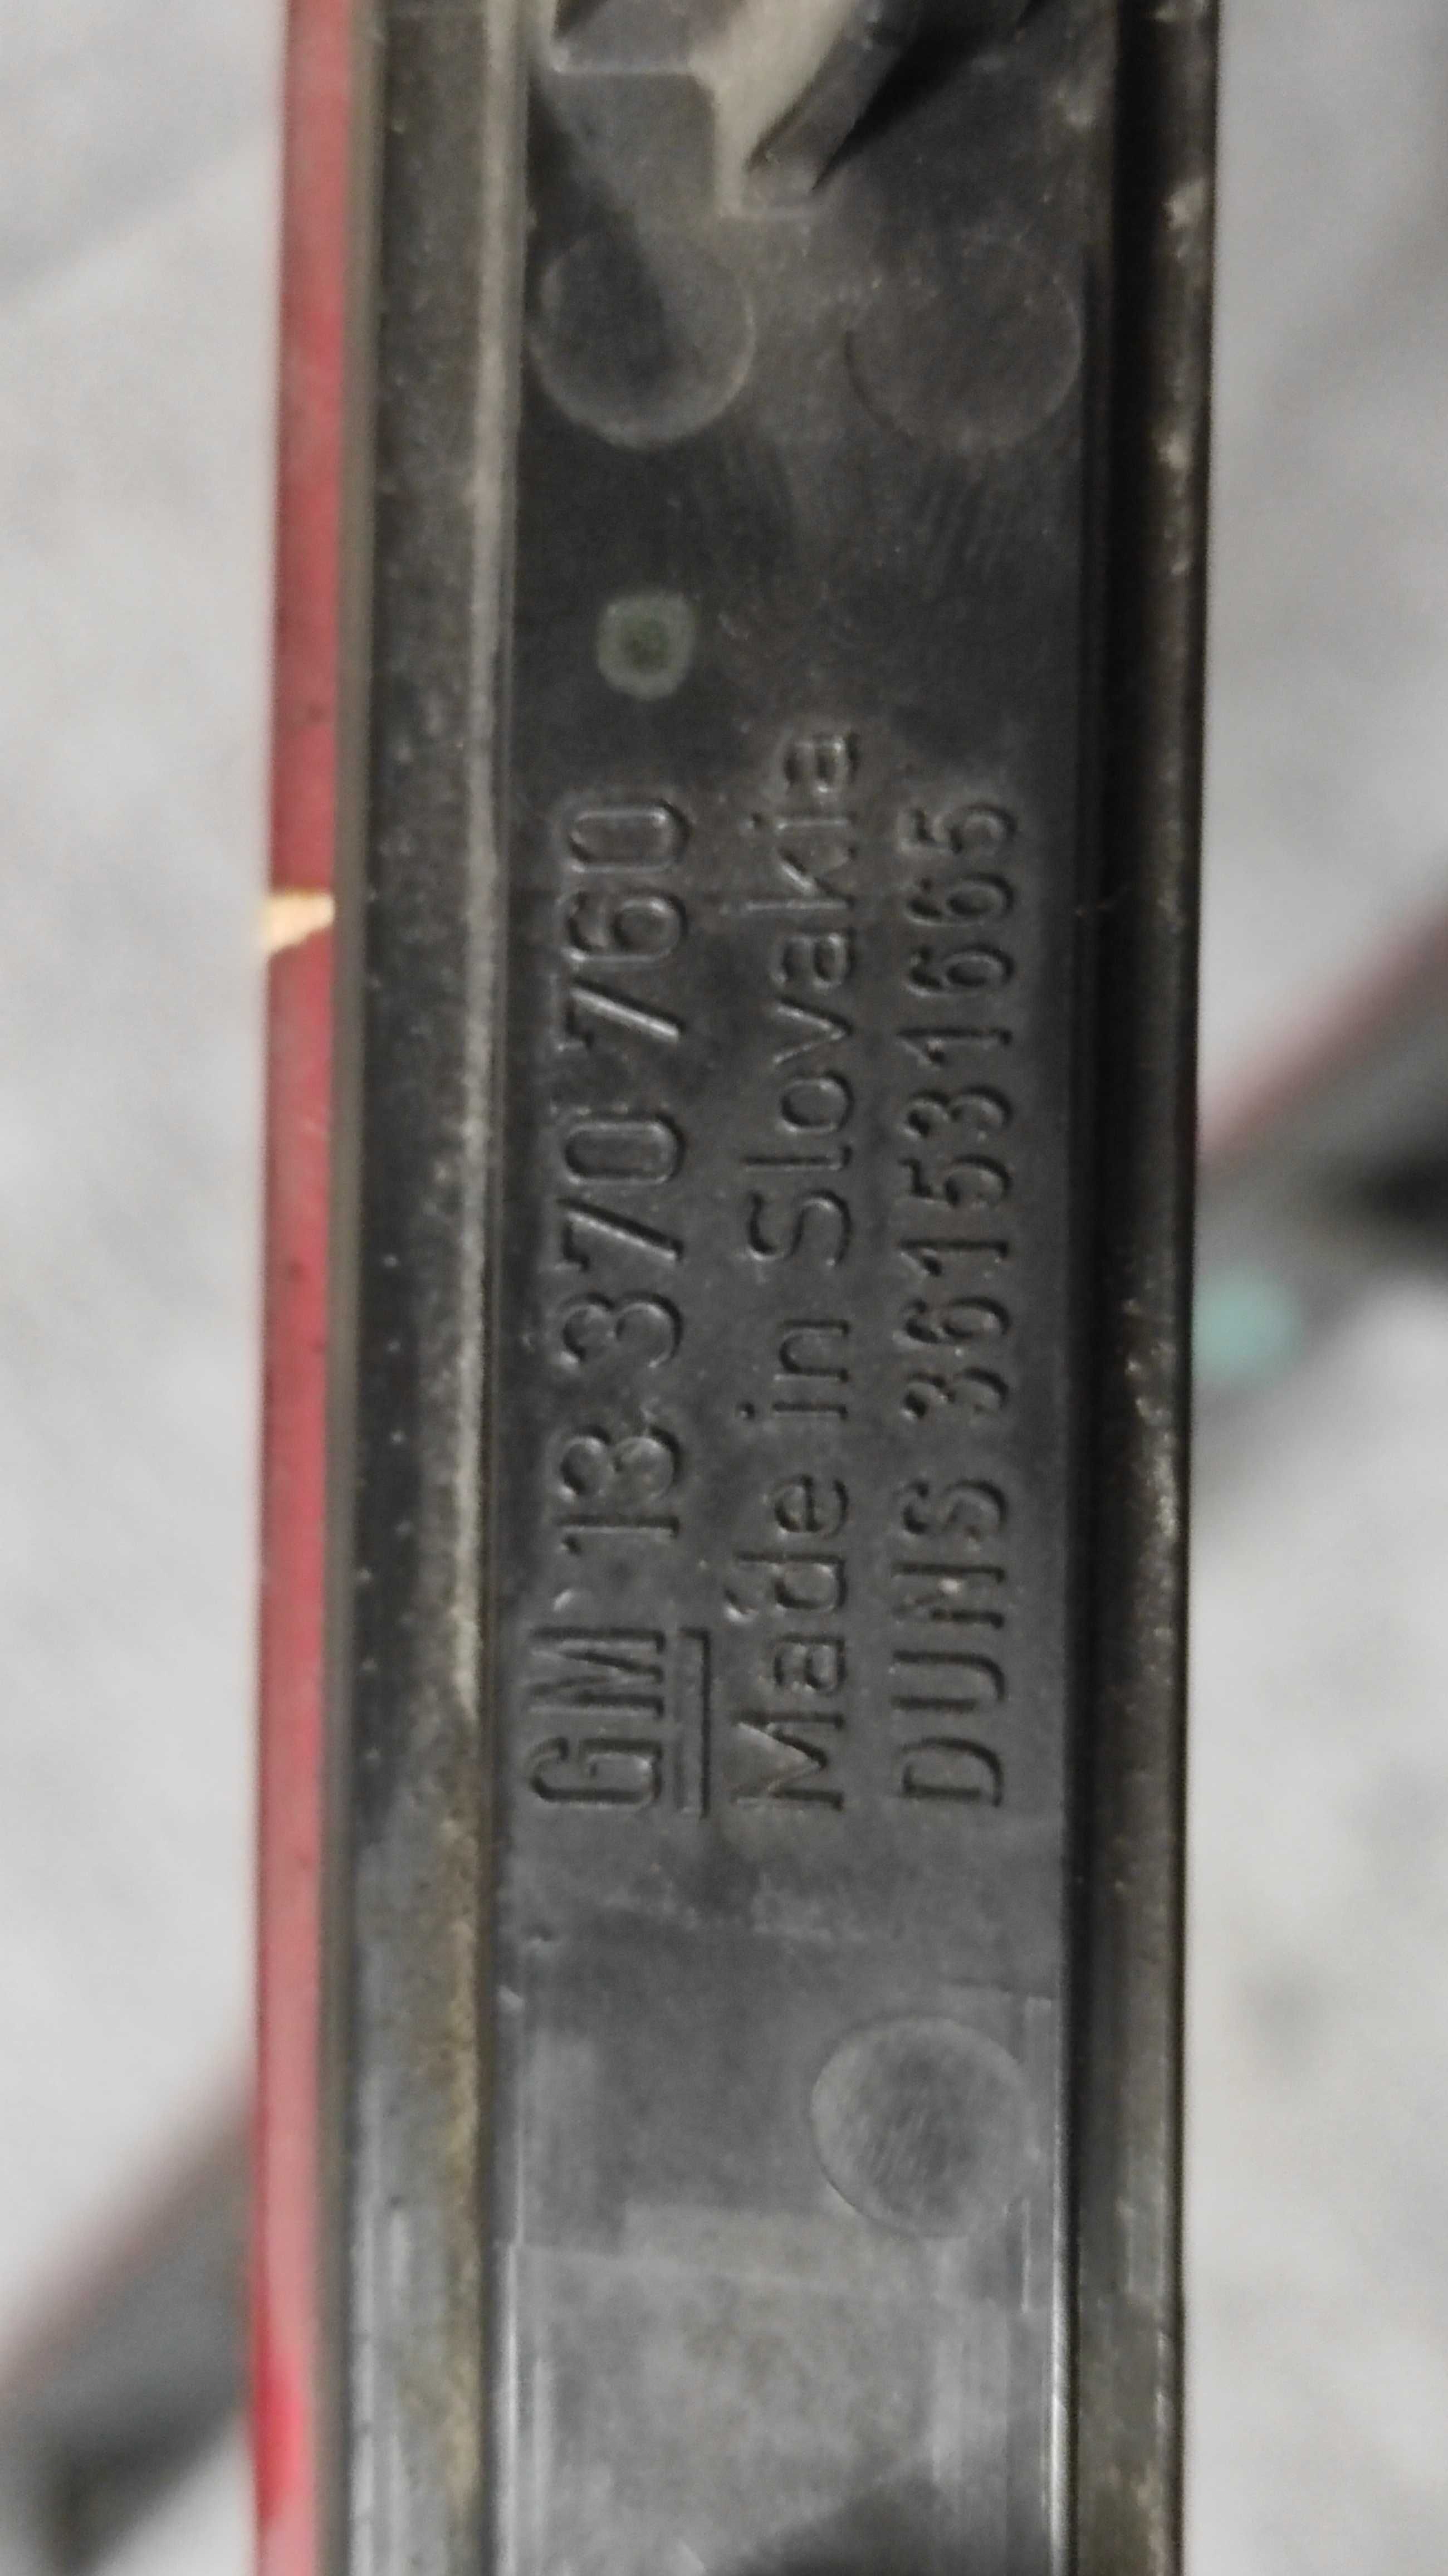 GM 13 370 760
Made in Slovakia
DUNS 361531665